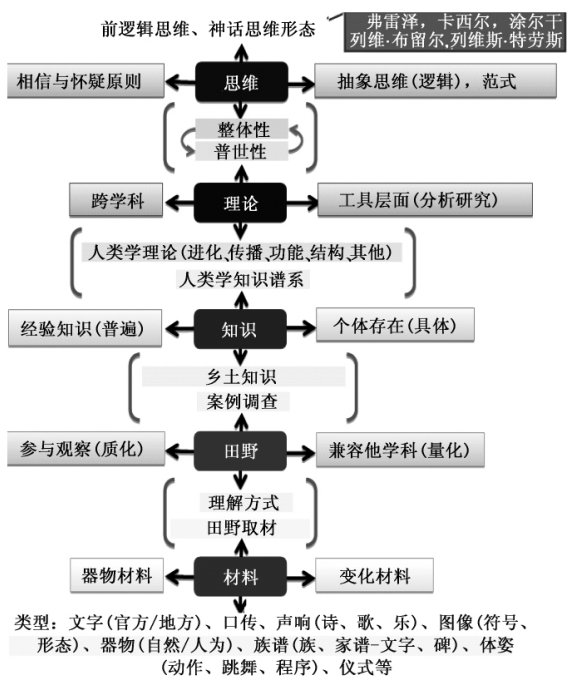 前逻辑思维、神话思维形态
弗雷泽，卡西尔，涂尔干
列维·布留尔,列维斯·特劳斯
相信与怀疑原则
思维
抽象思维(逻辑)，范式
整体性
普世性
跨学科
理论
工具层面(分析研究)
人类学理论(进化、传播、功能、结构、其他)
人类学知识谱系
经验知识(普遍)
知识
个体存在(具体)
乡土知识
案例调查
参与观察(质化)
田野
兼容他学科(量化)
理解方式
田野取材
器物材料
材料
变化材料
类型：文字(官方/地方)、口传、声响(诗、歌、乐)、图像(符号、
形态)、器物(自然/人为)、族谱(族、家谱-文字、碑)、体姿
(动作、跳舞、程序)、仪式等